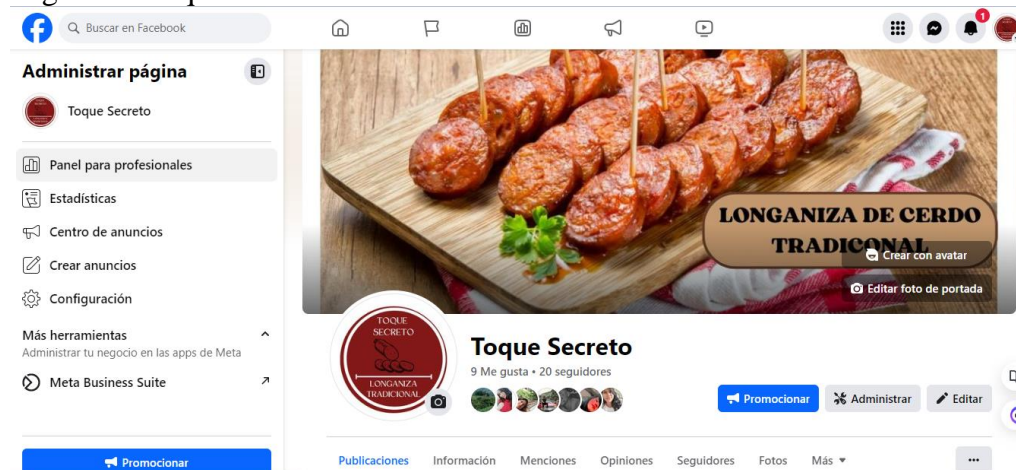 Buscar en Facebook
1
Administrar página
Toque Secreto
Panel para profesionales
Estadísticas
Centro de anuncios
Crear anuncios
Configuración
Más herramientas
Administrar tu negocio en las apps de Meta
Meta Business Suite
Promocionar
LONGANIZA DE CERDO
TRADICONAL
Crear con avatar
Editar foto de portada
TOQUE
SECRETO
LONGANIZA
TRADICIONAL
Toque Secreto
9 Me gusta • 20 seguidores
Promocionar
Administrar
Editar
Publicaciones
Información
Menciones
Opiniones
Seguidores
Fotos
Más